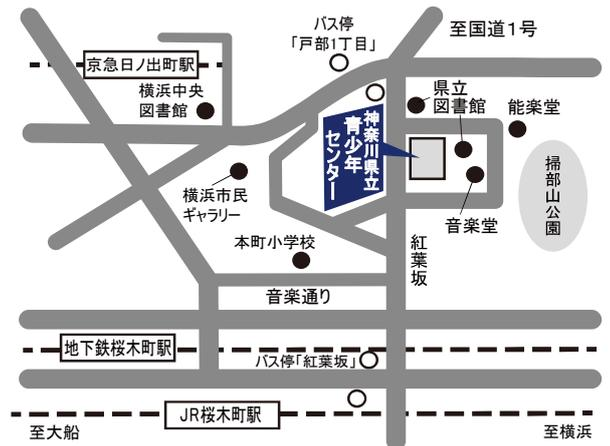 バス停
「戸部1丁目」
至国道1号
京急日ノ出町駅
横浜中央
図書館
県立
図書館
能楽堂
神奈川県立
青少年
センター
掃部山公園
横浜市民
ギャラリー
音楽堂
本町小学校
紅葉坂
音楽通り
地下鉄桜木町駅
バス停「紅葉坂」
JR桜木町駅
至大船
至横浜